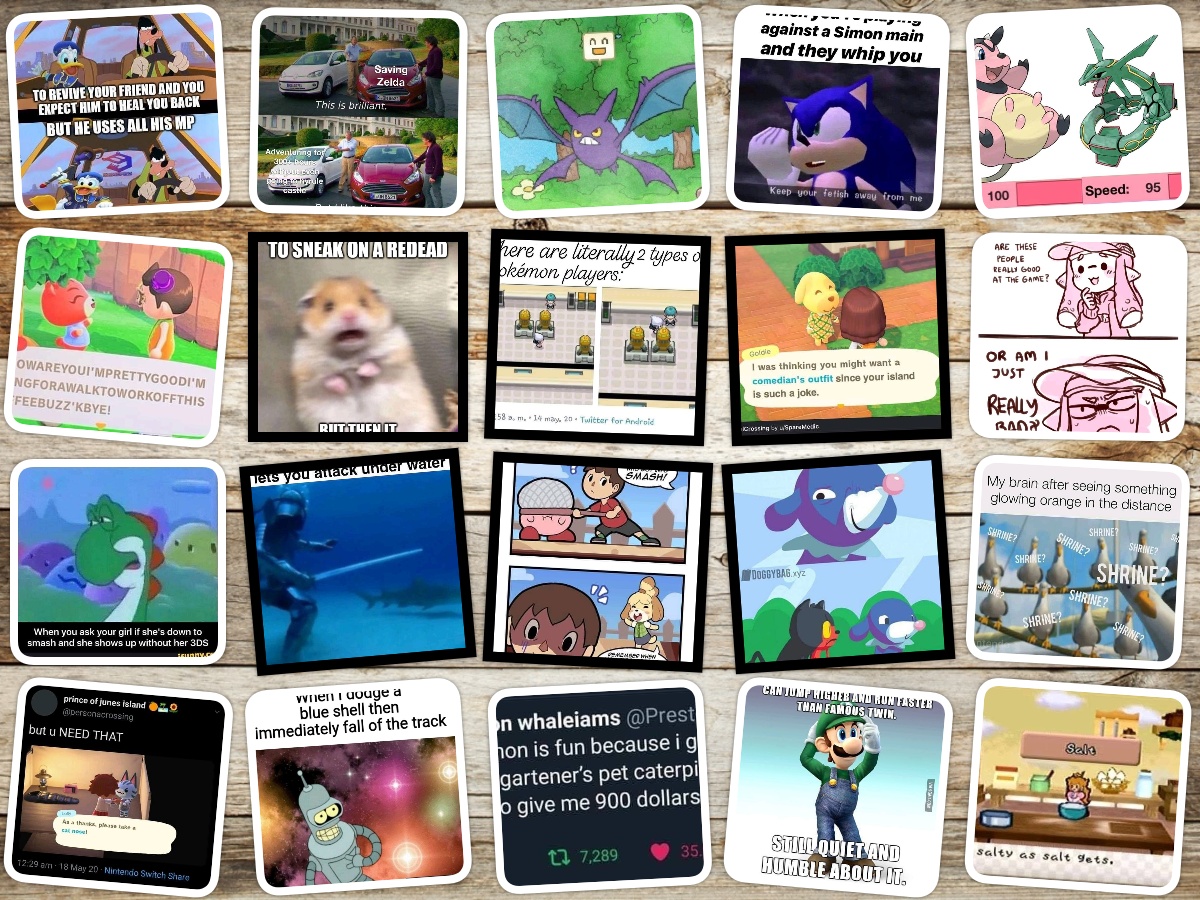 TO REVIVE YOUR FRIEND AND YOU
EXPECT HIM TO HEAL YOU BACK
BUT HE USES ALL HIS MP
Saving
Zelda
This is brilliant.
Adventuring for
300+ hours
castle
When you're playing
against a Simon main
and they whip you
Keep your fetish away from me
100
Speed: 95
OWAREYOUI'MPRETTYGOODI'M
NGFORAWALKTOWORKOFFTHIS
FEEBUZZ'KBYE!
TO SNEAK ON A REDEAD
BUT THEN IT
here are literally 2 types o
okémon players:
:58 p. m. · 14 may. 20 · Twitter for Android
Goldie
I was thinking you might want a
comedian's outfit since your island
is such a joke.
lCrossing by u/SpareMedic
ARE THESE
PEOPLE
REALLY GOOD
AT THE GAME?
OR AM I
JUST
REALLY
BAD?
When you ask your girl if she's down to
smash and she shows up without her 3DS
lets you attack under water
SMASH!
REMEMBER WHEN
DOGGYBAG.xyz
My brain after seeing something
glowing orange in the distance
SHRINE?
SHRINE?
SHRINE?
SHRINE?
SHRINE?
SHRINE?
SHRINE?
SHRINE?
SHRINE?
prince of junes island
@personacrossing
but u NEED THAT
As a thanks, please take a
cat nose!
12:29 am · 18 May 20 · Nintendo Switch Share
When I dodge a
blue shell then
immediately fall of the track
on whaleiams @Prest
non is fun because i g
gartener's pet caterpi
o give me 900 dollars
7,289
35.
CAN JUMP HIGHER AND RUN FASTER
THAN FAMOUS TWIN.
STILL QUIET AND
HUMBLE ABOUT IT.
Salt
salty as salt gets.